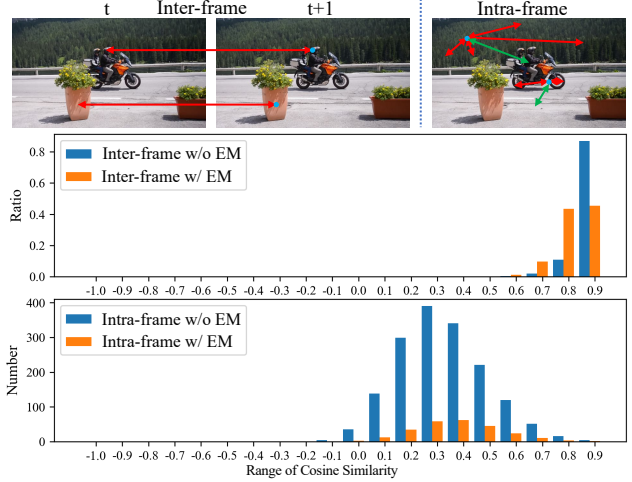 t Inter-frame t+1 Intra-frame
Inter-frame w/o EM
Inter-frame w/ EM
Ratio
0.8
0.6
0.4
0.2
0.0
-1.0 -0.9 -0.8 -0.7 -0.6 -0.5 -0.4 -0.3 -0.2 -0.1 0.0 0.1 0.2 0.3 0.4 0.5 0.6 0.7 0.8 0.9
Intra-frame w/o EM
Intra-frame w/ EM
Number
400
300
200
100
0
-1.0 -0.9 -0.8 -0.7 -0.6 -0.5 -0.4 -0.3 -0.2 -0.1 0.0 0.1 0.2 0.3 0.4 0.5 0.6 0.7 0.8 0.9
Range of Cosine Similarity